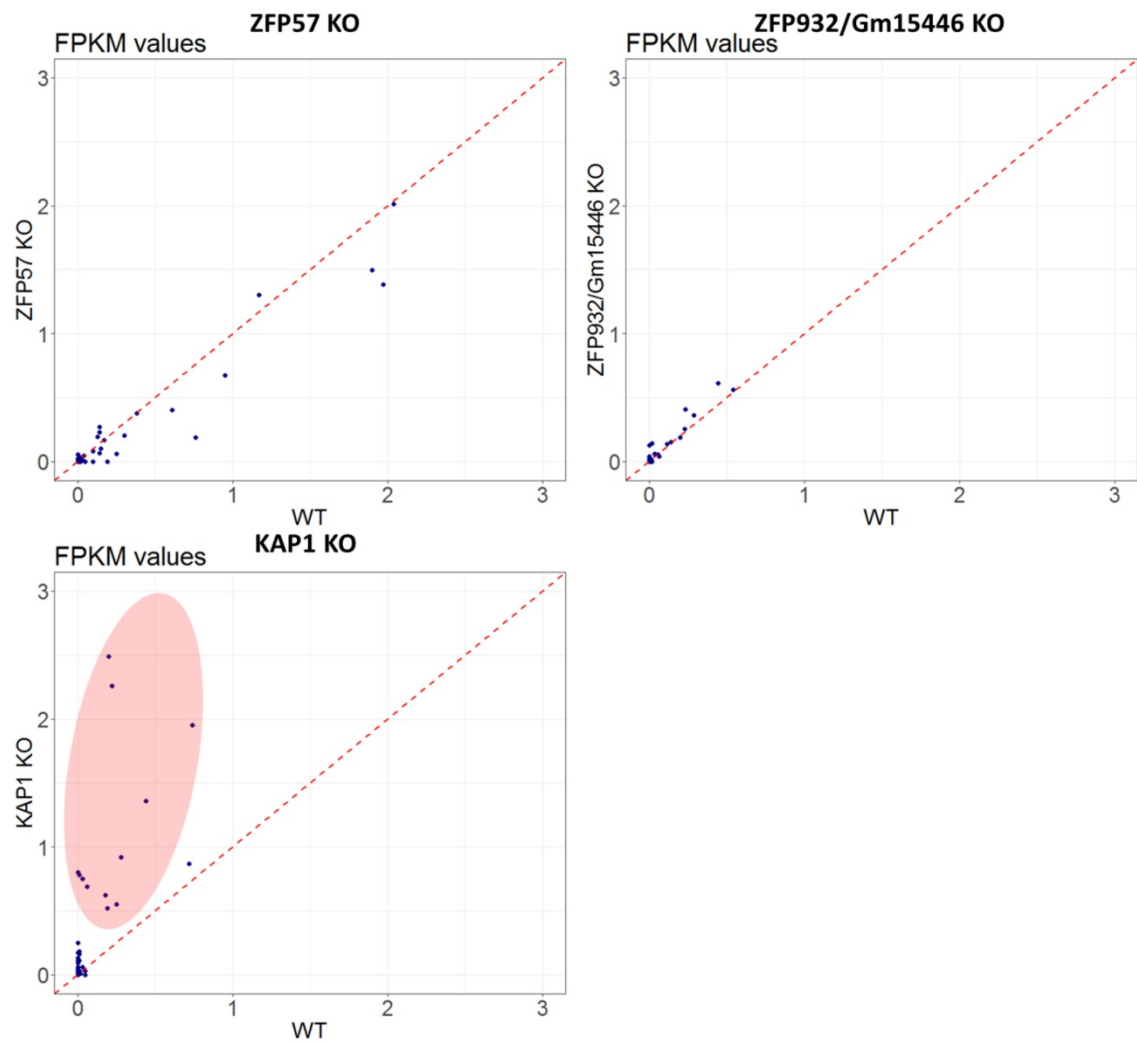 ZFP57 KO
FPKM values
3
2
1
0
ZFP57 KO
0 1 2 3
WT
ZFP932/Gm15446 KO
FPKM values
3
2
1
0
ZFP932/Gm15446 KO
0 1 2 3
WT
KAP1 KO
FPKM values
3
2
1
0
KAP1 KO
0 1 2 3
WT